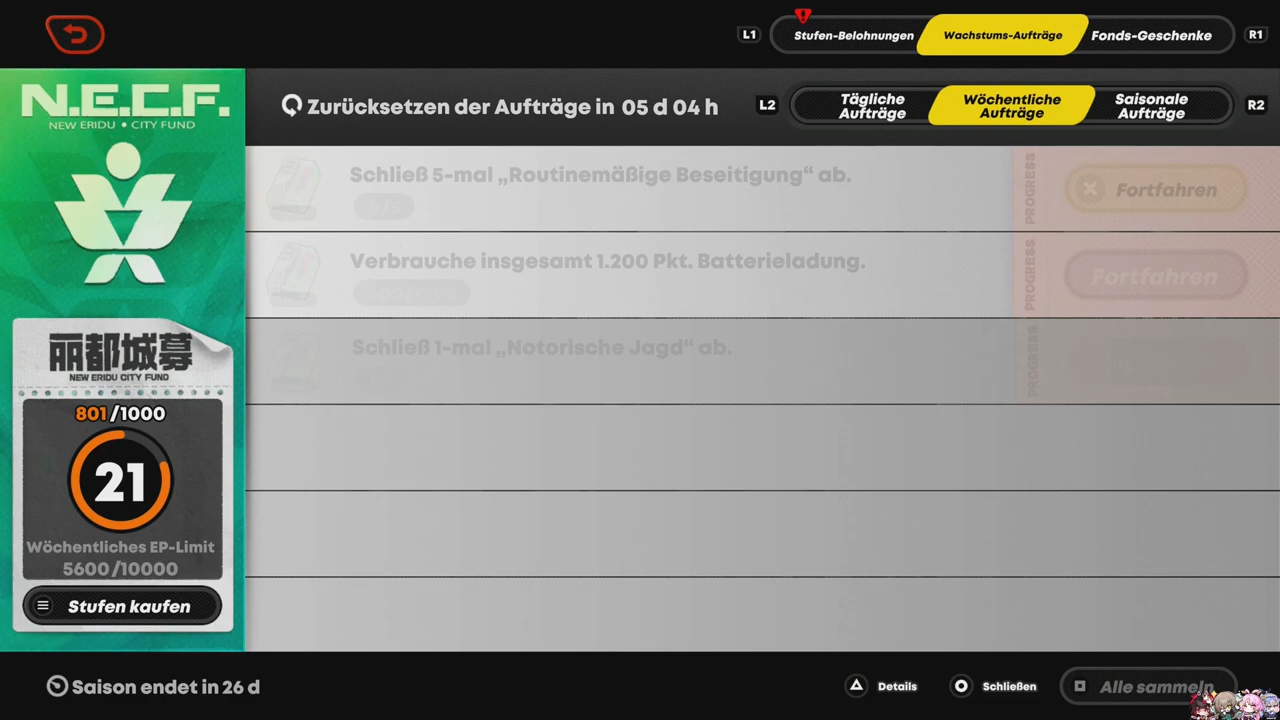 L1
Stufen-Belohnungen
Wachstums-Aufträge
Fonds-Geschenke
R1
N.E.C.F.
NEW ERIDU • CITY FUND
Zurücksetzen der Aufträge in 05 d 04 h
L2
Tägliche
Aufträge
Wöchentliche
Aufträge
Saisonale
Aufträge
R2
Schließ 5-mal „Routinemäßige Beseitigung“ ab.
PROGRESS
Fortfahren
Verbrauche insgesamt 1.200 Pkt. Batterieladung.
PROGRESS
Fortfahren
Schließ 1-mal „Notorische Jagd“ ab.
PROGRESS
丽都城募
NEW ERIDU CITY FUND
801/1000
21
Wöchentliches EP-Limit
5600/10000
Stufen kaufen
Saison endet in 26 d
Details
Schließen
Alle sammeln